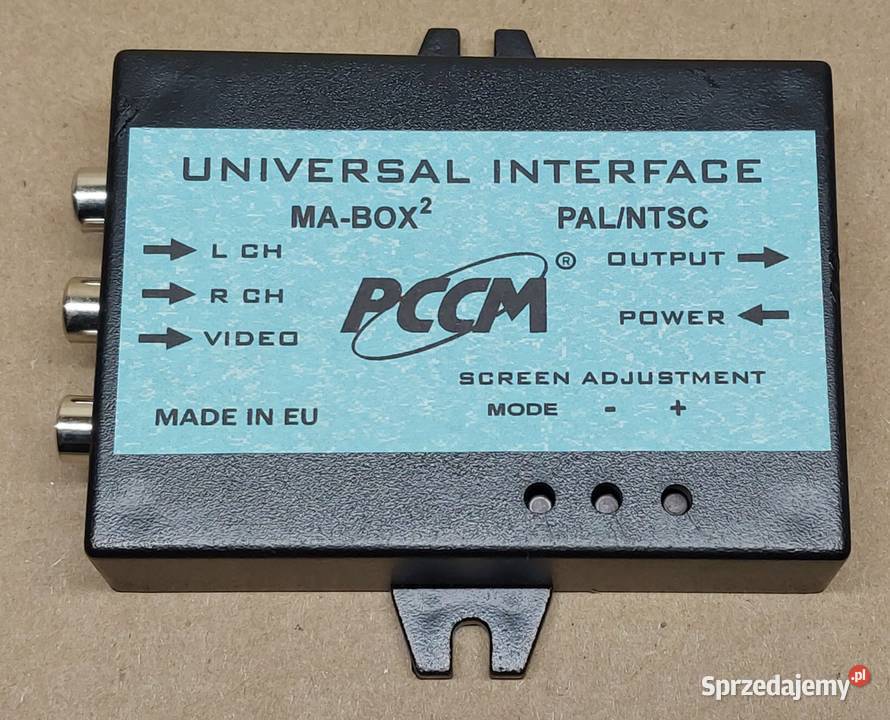 UNIVERSAL INTERFACE
MA-BOX² PAL/NTSC
L CH
R CH
VIDEO
PCCM®
OUTPUT
POWER
SCREEN ADJUSTMENT
MODE - +
MADE IN EU
Sprzedajemy.pl